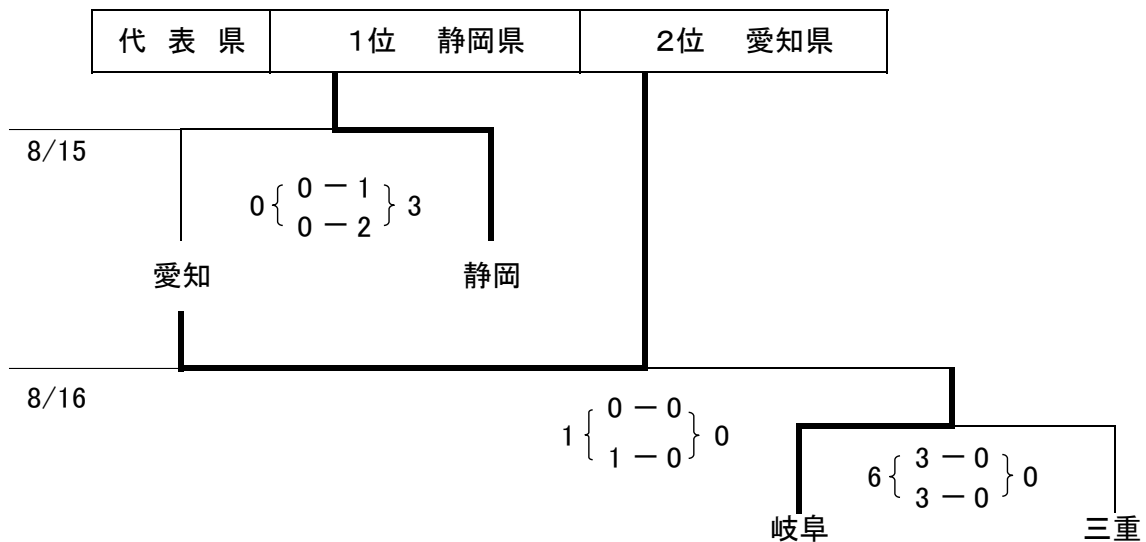 代 表 県 1位 静岡県 2位 愛知県
8/15
0 { 0 － 1 } 3
0 － 2
愛知 静岡
8/16
1 { 0 － 0 } 0
1 － 0
6 { 3 － 0 } 0
3 － 0
岐阜 三重